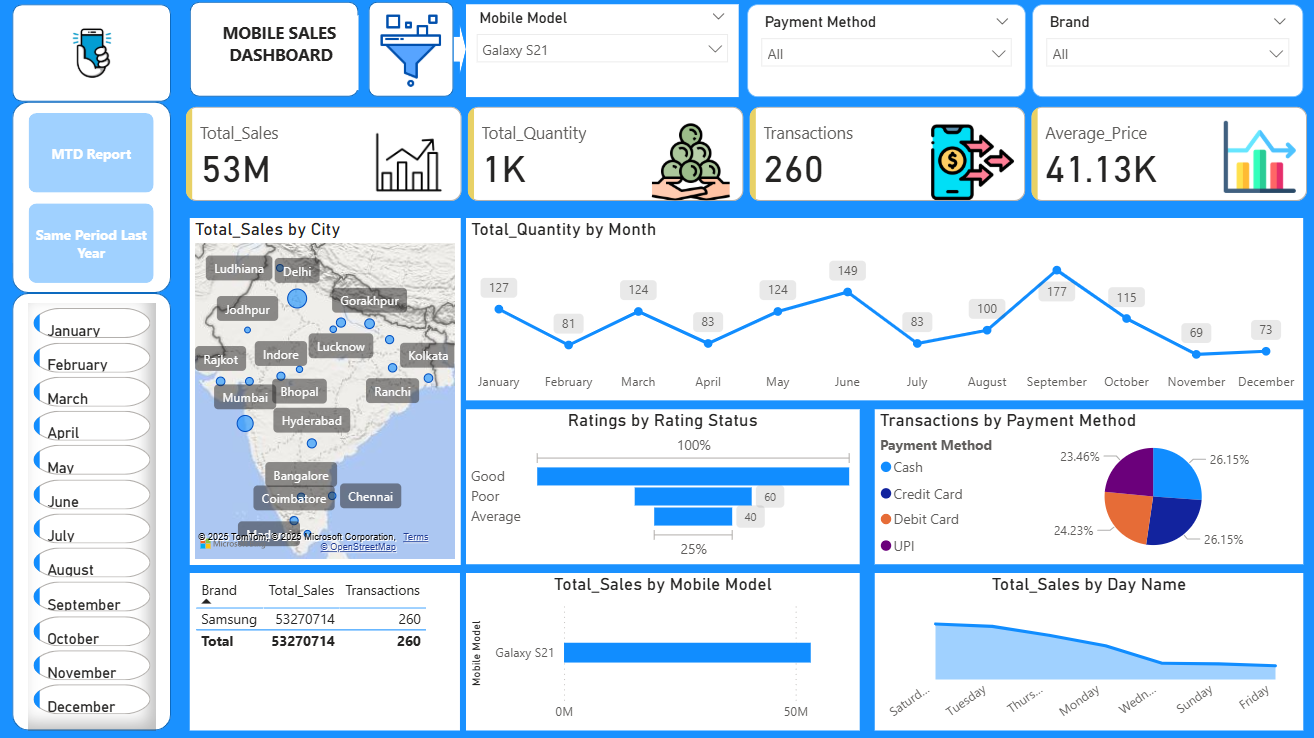 MOBILE SALES
DASHBOARD
Mobile Model
Galaxy S21
Payment Method
All
Brand
All
MTD Report
Same Period Last
Year
Total_Sales
53M
Total_Quantity
1K
Transactions
260
$
Average_Price
41.13K
January
February
March
April
May
June
July
August
September
October
November
December
Total_Sales by City
Ludhiana
Delhi
Jodhpur
Gorakhpur
Lucknow
Indore
Rajkot
Kolkata
Mumbai
Bhopal
Ranchi
Hyderabad
Bangalore
Coimbatore
Chennai
© 2025 TomTom, © 2025 Microsoft Corporation,
Terms
© OpenStreetMap
Total_Quantity by Month
127
81
124
83
124
149
83
100
177
115
69
73
January February March April May June July August September October November December
Ratings by Rating Status
100%
Good
Poor
60
Average
40
25%
Transactions by Payment Method
Payment Method
Cash
Credit Card
Debit Card
UPI
23.46%
26.15%
24.23%
26.15%
Brand Total_Sales Transactions
Samsung 53270714 260
Total 53270714 260
Total_Sales by Mobile Model
Mobile Model
Galaxy S21
0M 50M
Total_Sales by Day Name
Saturd... Tuesday Thurs... Monday Wedn... Sunday Friday